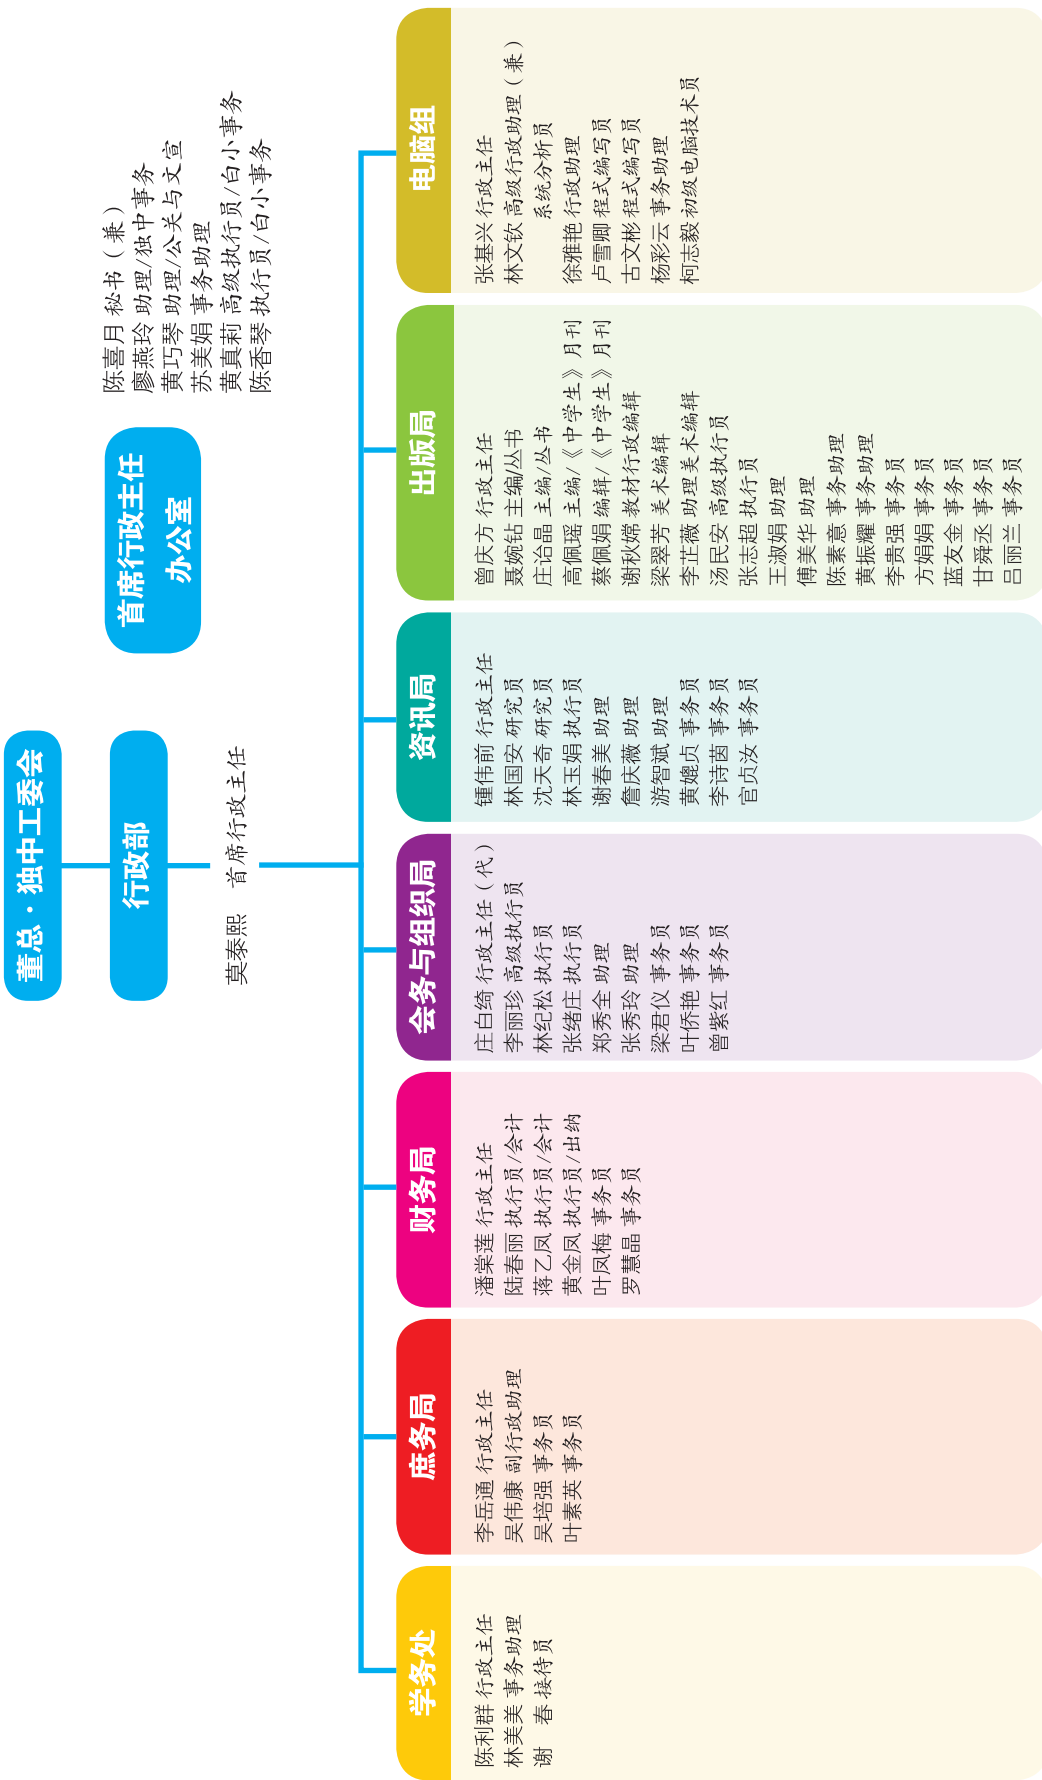 董总·独中工委会
行政部
莫泰熙 首席行政主任
首席行政主任
办公室
陈喜月 秘书（兼）
廖燕玲 助理/独中事务
黄巧琴 助理/公关与文宣
苏美娟 事务助理
黄真莉 高级执行员/白小事务
陈香琴 执行员/白小事务
学务处
陈利群 行政主任
林美美 事务助理
谢 春 接待员
庶务局
李岳通 行政主任
吴伟康 副行政助理
吴培强 事务员
叶素英 事务员
财务局
潘棠莲 行政主任
陆春丽 执行员/会计
蒋乙凤 执行员/会计
黄金凤 执行员/出纳
叶凤梅 事务员
罗慧晶 事务员
会务与组织局
庄白绮 行政主任（代）
李丽珍 高级执行员
林纪松 执行员
张绪庄 执行员
郑秀全 助理
张秀玲 助理
梁君仪 事务员
叶侨艳 事务员
曾紫红 事务员
资讯局
锺伟前 行政主任
林国安 研究员
沈天奇 研究员
林玉娟 执行员
谢春美 助理
詹庆薇 助理
游智斌 助理
黄媲贞 事务员
李诗茵 事务员
官贞汝 事务员
出版局
曾庆方 行政主任
聂婉钻 主编/丛书
庄诒晶 主编/丛书
高佩瑶 主编/《中学生》月刊
蔡佩娟 编辑/《中学生》月刊
谢秋嫦 教材行政编辑
梁翠芳 美术编辑
李芷薇 助理美术编辑
汤民安 高级执行员
张志超 执行员
王淑娟 助理
傅美华 助理
陈素意 事务助理
黄振耀 事务助理
李贵强 事务员
方娟娟 事务员
蓝友金 事务员
甘舜丞 事务员
吕丽兰 事务员
电脑组
张基兴 行政主任
林文钦 高级行政助理（兼）
系统分析员
徐雅艳 行政助理
卢雪卿 程式编写员
古文彬 程式编写员
杨彩云 事务助理
柯志毅 初级电脑技术员